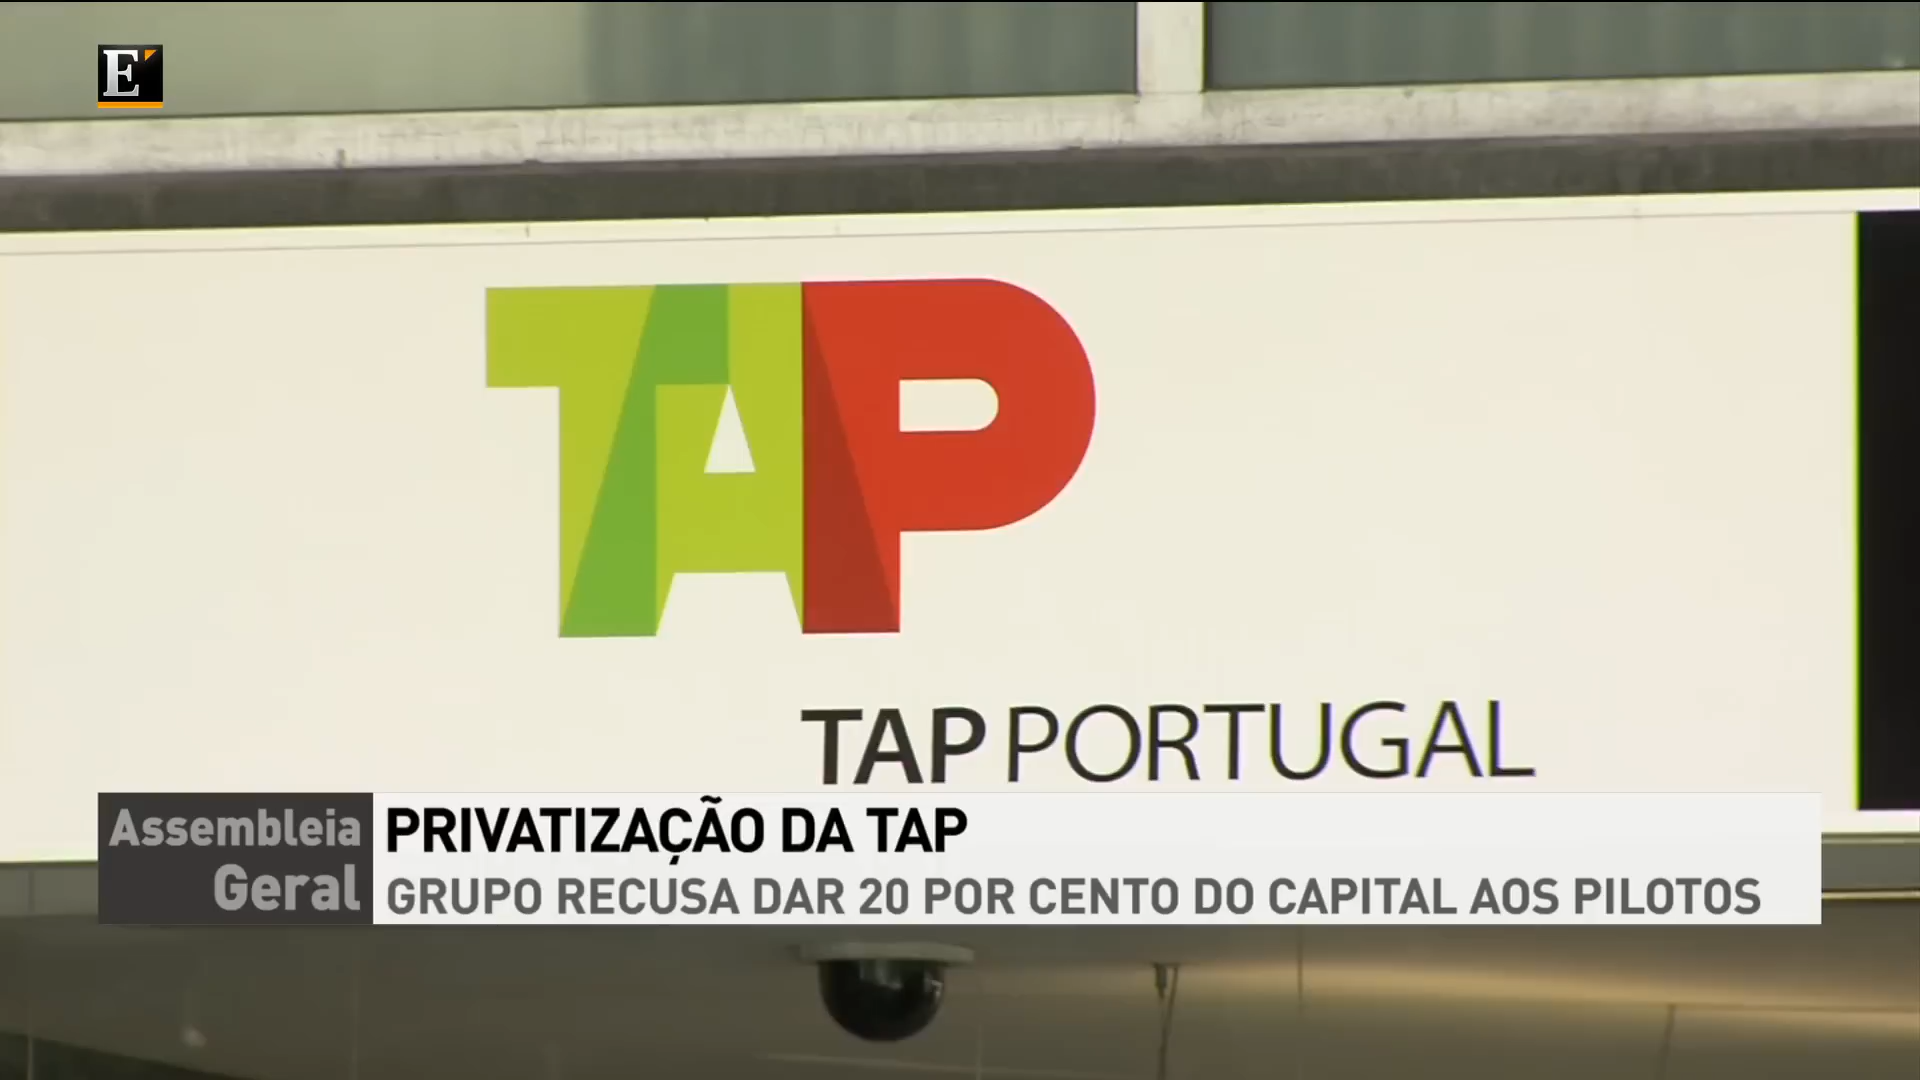 E
TAP
TAP PORTUGAL
Assembleia
Geral
PRIVATIZAÇÃO DA TAP
GRUPO RECUSA DAR 20 POR CENTO DO CAPITAL AOS PILOTOS